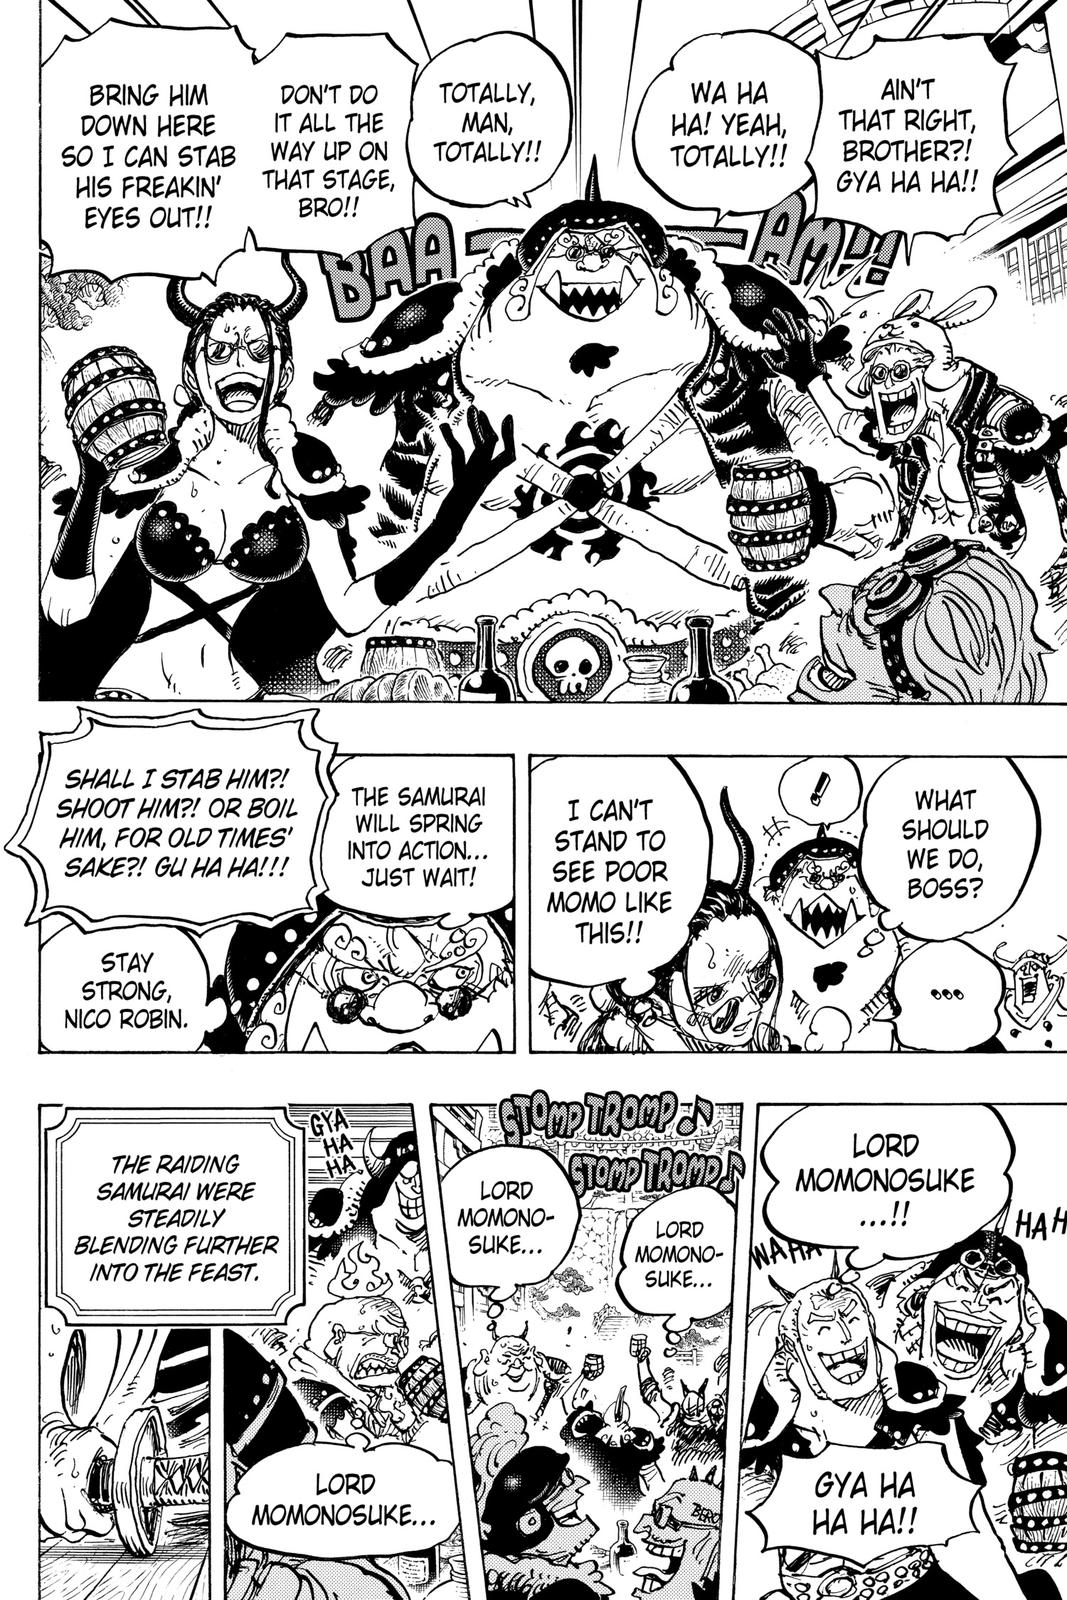 AIN'T
THAT RIGHT,
BROTHER?!
GYA HA HA!!
WA HA
HA! YEAH,
TOTALLY!!
TOTALLY,
MAN,
TOTALLY!!
DON'T DO
IT ALL THE
WAY UP ON
THAT STAGE,
BRO!!
BRING HIM
DOWN HERE
SO I CAN STAB
HIS FREAKIN'
EYES OUT!!
BAA—AM!!
WHAT
SHOULD
WE DO,
BOSS?
!
...
I CAN'T
STAND TO
SEE POOR
MOMO LIKE
THIS!!
THE SAMURAI
WILL SPRING
INTO ACTION...
JUST WAIT!
SHALL I STAB HIM?!
SHOOT HIM?! OR BOIL
HIM, FOR OLD TIMES'
SAKE?! GU HA HA!!!
STAY
STRONG,
NICO ROBIN.
LORD
MOMONOSUKE
...!!
WA HA
HA H
GYA HA
HA HA!!
STOMP TROMP ♪
STOMP TROMP ♪
LORD
MOMONO-
SUKE...
LORD
MOMONO-
SUKE...
BERO
GYA
HA
HA
THE RAIDING
SAMURAI WERE
STEADILY
BLENDING FURTHER
INTO THE FEAST.
LORD
MOMONOSUKE...